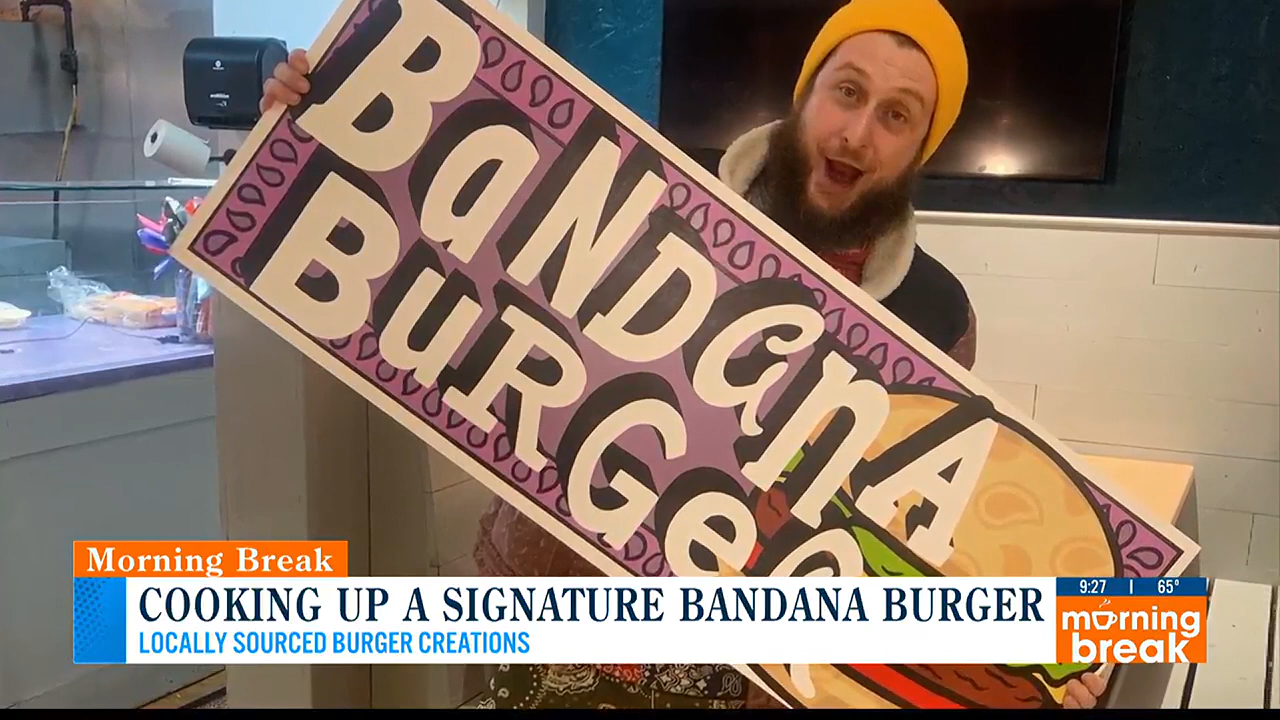 BaNDaNA
BuRGeR
Morning Break
COOKING UP A SIGNATURE BANDANA BURGER
LOCALLY SOURCED BURGER CREATIONS
9:27 | 65°
morning
break